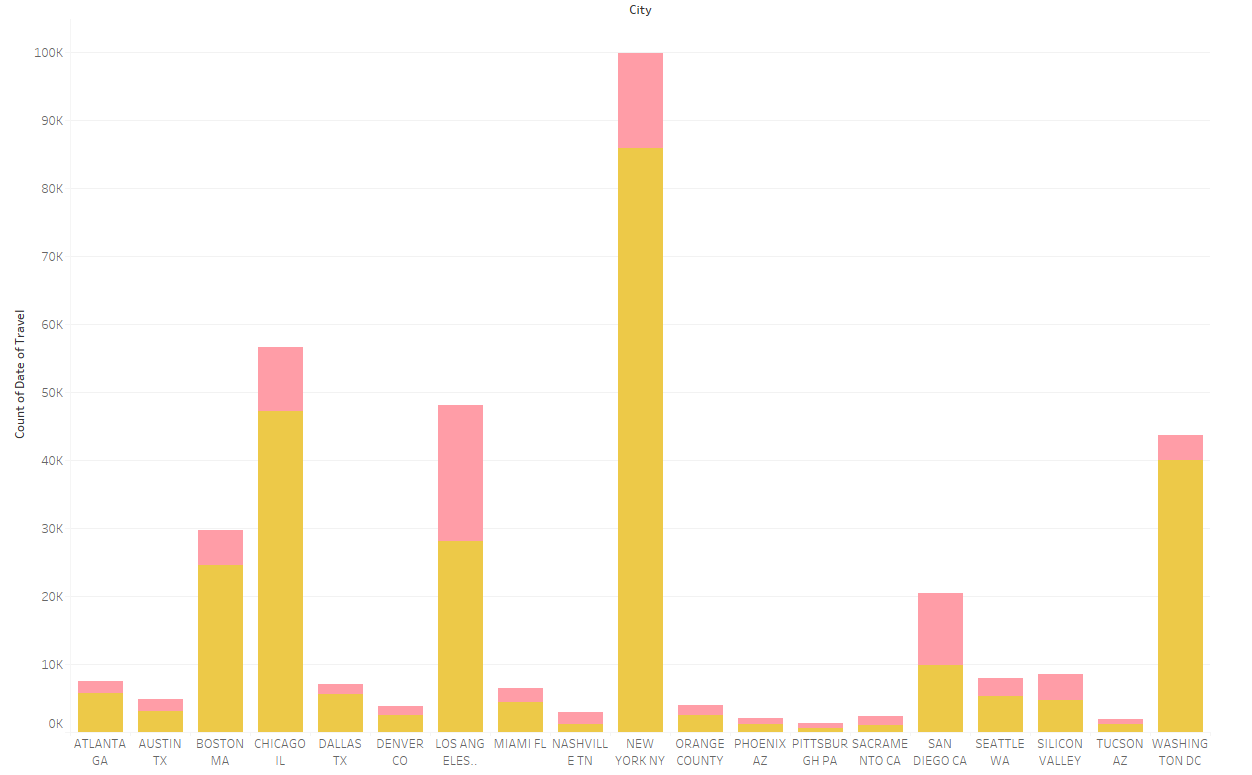 City
100K
90K
80K
70K
60K
50K
40K
30K
20K
10K
0K
Count of Date of Travel
ATLANTA
GA
AUSTIN
TX
BOSTON
MA
CHICAGO
IL
DALLAS
TX
DENVER
CO
LOS ANG
ELES..
MIAMI FL
NASHVILL
E TN
NEW
YORK NY
ORANGE
COUNTY
PHOENIX
AZ
PITTSBUR
GH PA
SACRAME
NTO CA
SAN
DIEGO CA
SEATTLE
WA
SILICON
VALLEY
TUCSON
AZ
WASHING
TON DC